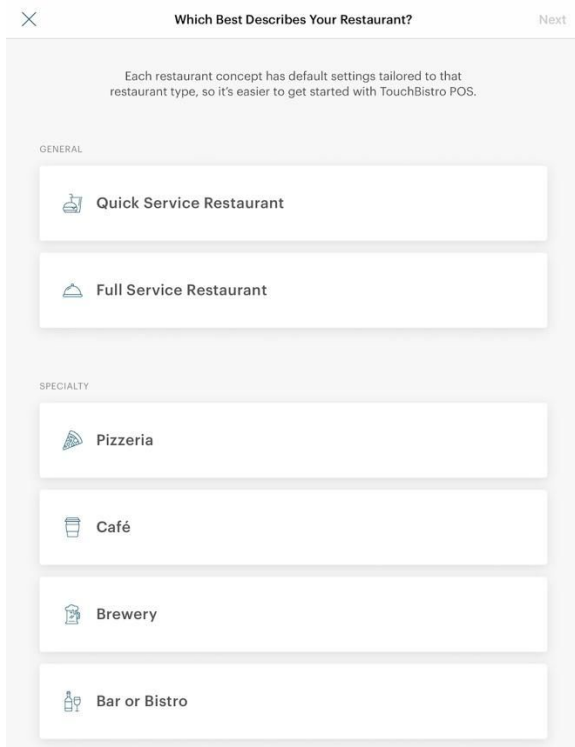 Which Best Describes Your Restaurant?
Next
Each restaurant concept has default settings tailored to that
restaurant type, so it's easier to get started with TouchBistro POS.
GENERAL
Quick Service Restaurant
Full Service Restaurant
SPECIALTY
Pizzeria
Café
Brewery
Bar or Bistro